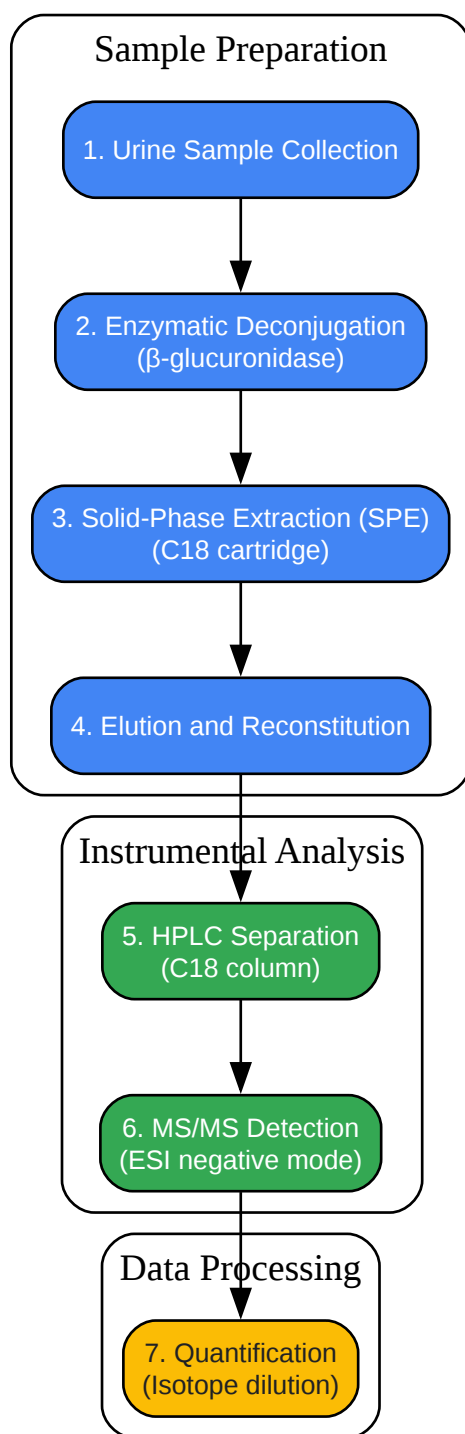 Sample Preparation
1. Urine Sample Collection
2. Enzymatic Deconjugation
(β-glucuronidase)
3. Solid-Phase Extraction (SPE)
(C18 cartridge)
4. Elution and Reconstitution
Instrumental Analysis
5. HPLC Separation
(C18 column)
6. MS/MS Detection
(ESI negative mode)
Data Processing
7. Quantification
(Isotope dilution)